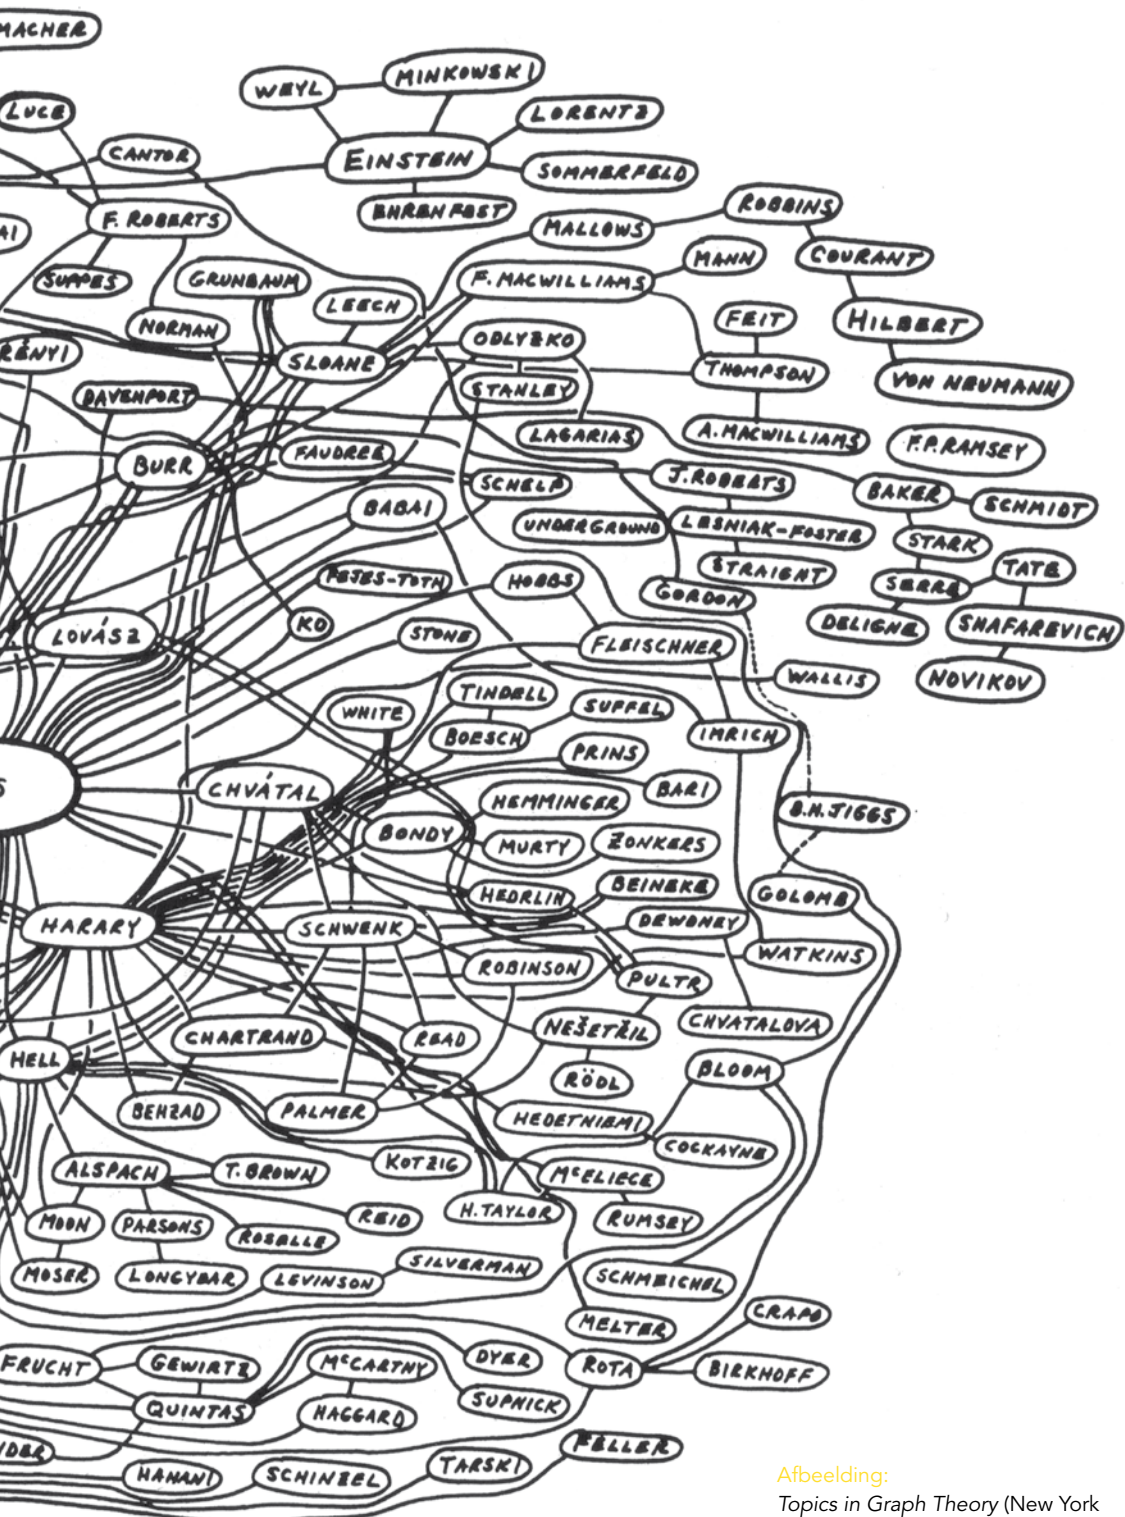 MACHER
WEYL
MINKOWSKI
LUCE
LORENTZ
CANTOR
EINSTEIN
SOMMERFELD
F. ROBERTS
EHRENFEST
ROBBINS
AI
MALLOWS
MANN
COURANT
SUPPES
GRUNBAUM
F. MACWILLIAMS
LEECH
FEIT
HILBERT
NORMAN
ODLYZKO
RÉNYI
SLOANE
THOMPSON
STANLEY
VON NEUMANN
DAVENPORT
LAGARIAS
A. MACWILLIAMS
F.P. RAMSEY
BURR
FAUDREE
SCHELP
J. ROBERTS
BAKER
SCHMIDT
BABAI
UNDERGROUND
LESNIAK-FOSTER
STARK
FEJES-TOTH
HOBBS
STRAIGHT
TATE
GORDON
SERRE
KO
STONE
DELIGNE
SHAFAREVICH
LOVÁSZ
FLEISCHNER
WALLIS
NOVIKOV
TINDELL
WHITE
SUFFEL
BOESCH
IMRICH
PRINS
S
CHVÁTAL
HEMMINGER
BARI
B.H. JIGGS
BONDY
MURTY
ZONKERS
HEDRLIN
BEINEKE
GOLOMB
HARARY
SCHWENK
DEWDNEY
ROBINSON
WATKINS
PULTR
CHARTRAND
READ
NEŠETŘIL
CHVATALOVA
HELL
RÖDL
BLOOM
BEHZAD
PALMER
HEDETNIEMI
COCKAYNE
ALSPACH
T. BROWN
KOTZIG
McELIECE
MOON
PARSONS
ROSELLE
REID
H. TAYLOR
RUMSEY
MOSER
LONGYEAR
LEVINSON
SILVERMAN
SCHMEICHEL
CRAPO
MELTER
FRUCHT
GEWIRTZ
McCARTHY
DYER
ROTA
BIRKHOFF
QUINTAS
HAGGARD
SUPNICK
IDER
HANANI
SCHINZEL
TARSKI
FELLER
Afbeelding:
Topics in Graph Theory (New York